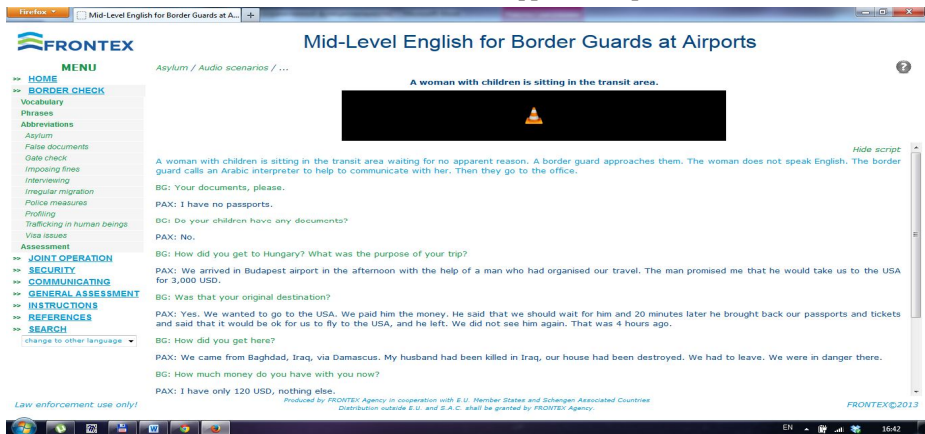 Firefox
Mid-Level English for Border Guards at A...
FRONTEX
Mid-Level English for Border Guards at Airports
MENU
>> HOME
>> BORDER CHECK
Vocabulary
Phrases
Abbreviations
Asylum
False documents
Gate check
Imposing fines
Interviewing
Irregular migration
Police measures
Profiling
Trafficking in human beings
Visa issues
Assessment
>> JOINT OPERATION
>> SECURITY
>> COMMUNICATING
>> GENERAL ASSESSMENT
>> INSTRUCTIONS
>> REFERENCES
>> SEARCH
change to other language
Law enforcement use only!
Asylum / Audio scenarios / ...
?
A woman with children is sitting in the transit area.
Hide script
A woman with children is sitting in the transit area waiting for no apparent reason. A border guard approaches them. The woman does not speak English. The border
guard calls an Arabic interpreter to help to communicate with her. Then they go to the office.
BG: Your documents, please.
PAX: I have no passports.
BG: Do your children have any documents?
PAX: No.
BG: How did you get to Hungary? What was the purpose of your trip?
PAX: We arrived in Budapest airport in the afternoon with the help of a man who had organised our travel. The man promised me that he would take us to the USA
for 3,000 USD.
BG: Was that your original destination?
PAX: Yes. We wanted to go to the USA. We paid him the money. He said that we should wait for him and 20 minutes later he brought back our passports and tickets
and said that it would be ok for us to fly to the USA, and he left. We did not see him again. That was 4 hours ago.
BG: How did you get here?
PAX: We came from Baghdad, Iraq, via Damascus. My husband had been killed in Iraq, our house had been destroyed. We had to leave. We were in danger there.
BG: How much money do you have with you now?
PAX: I have only 120 USD, nothing else.
Produced by FRONTEX Agency in cooperation with E.U. Member States and Schengen Associated Countries
Distribution outside E.U. and S.A.C. shall be granted by FRONTEX Agency.
FRONTEX©2013
EN
16:42